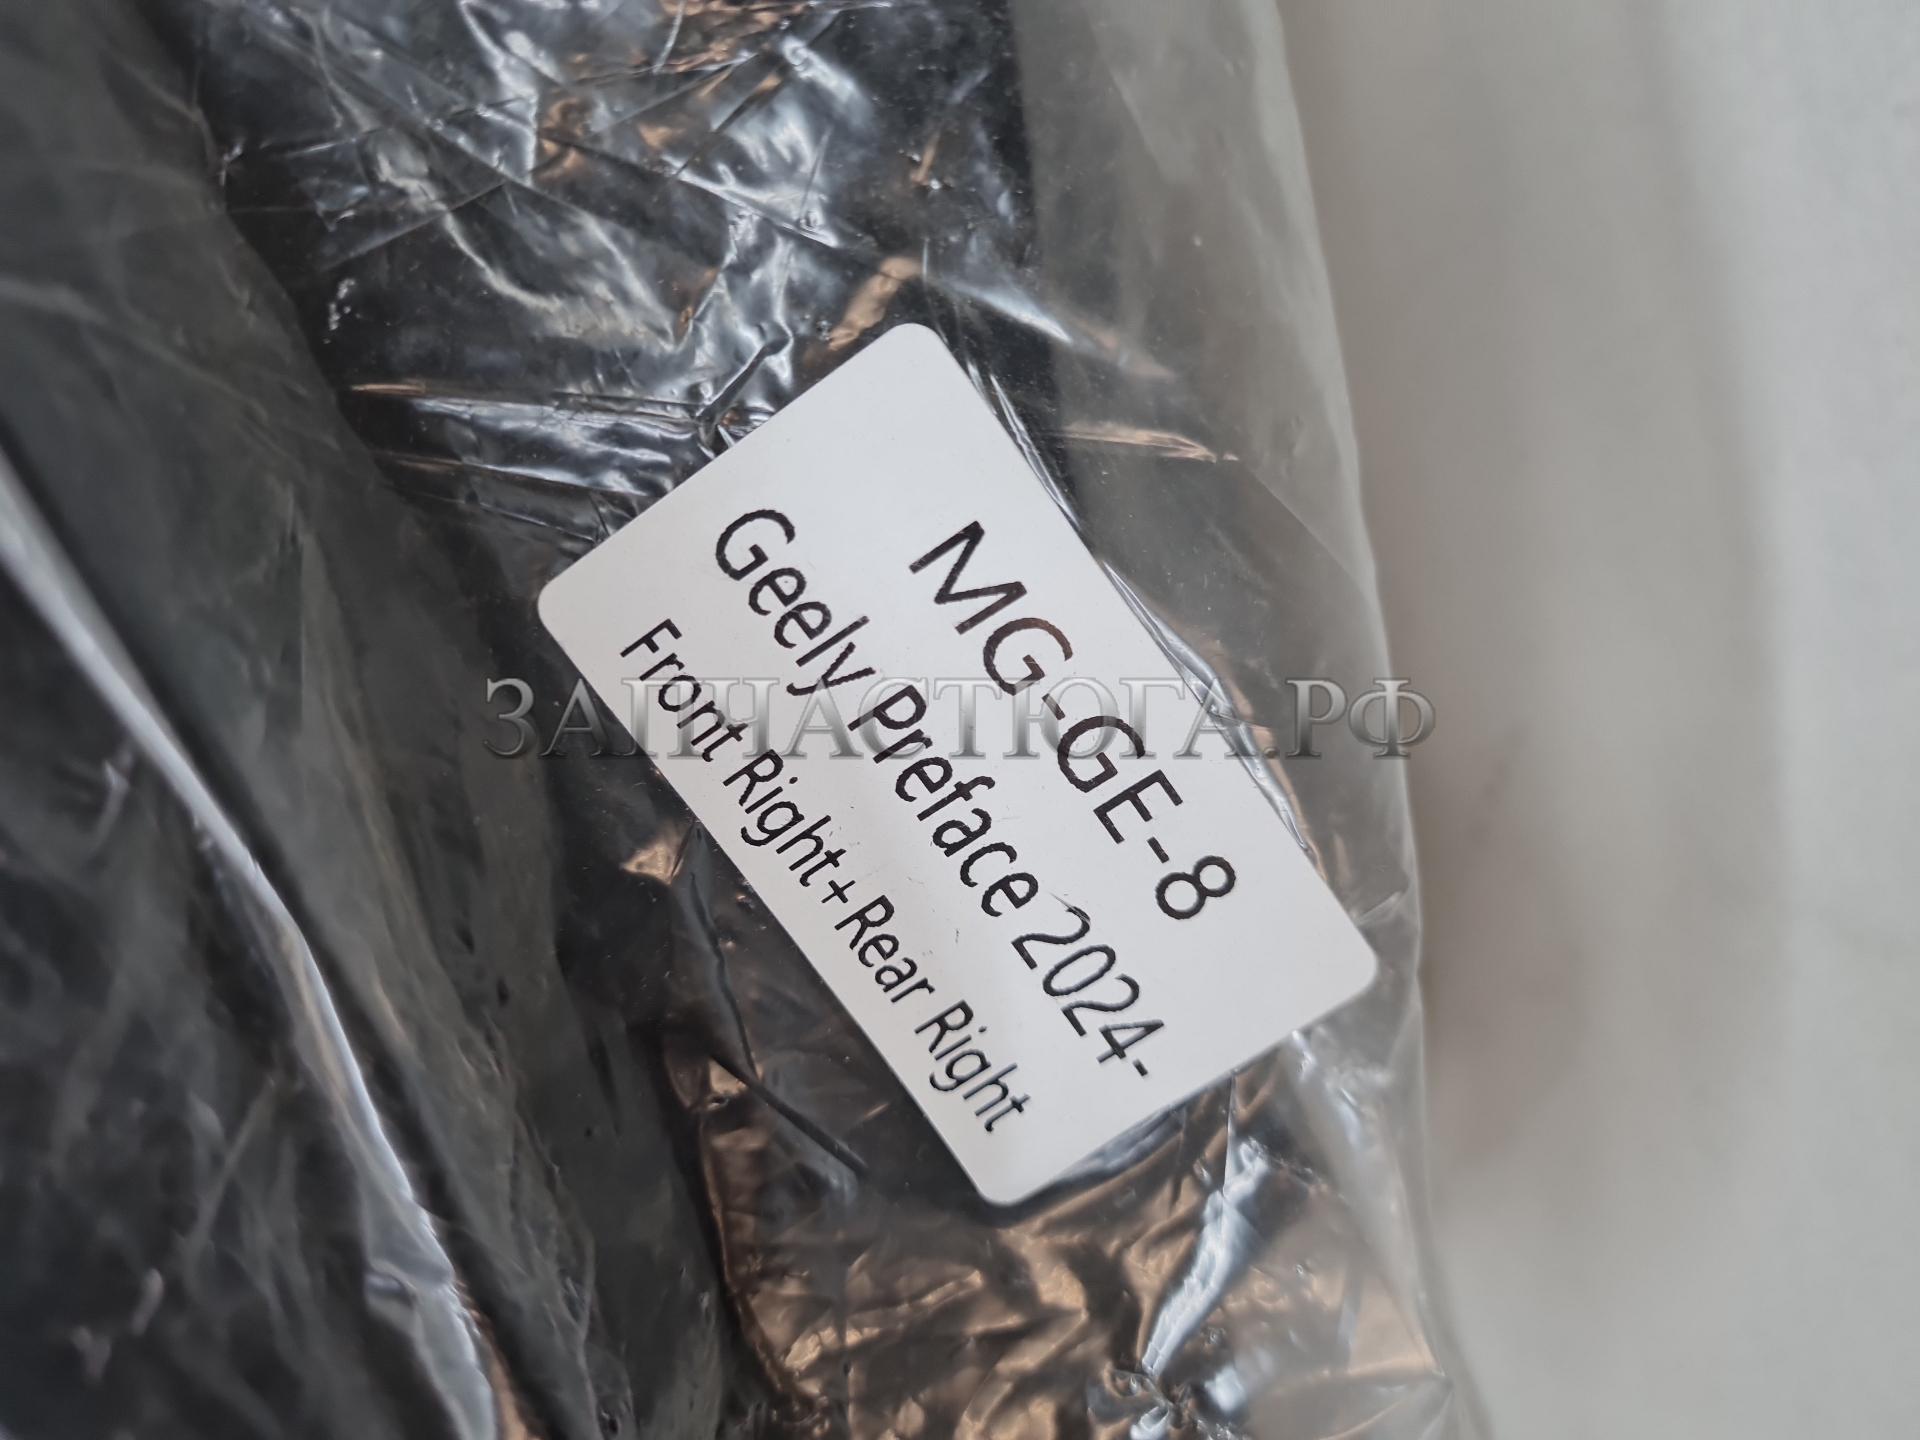 MG-GE-8
Geely Preface 2024-
Front Right+Rear Right
ЗАПЧАСТЮГА.РФ